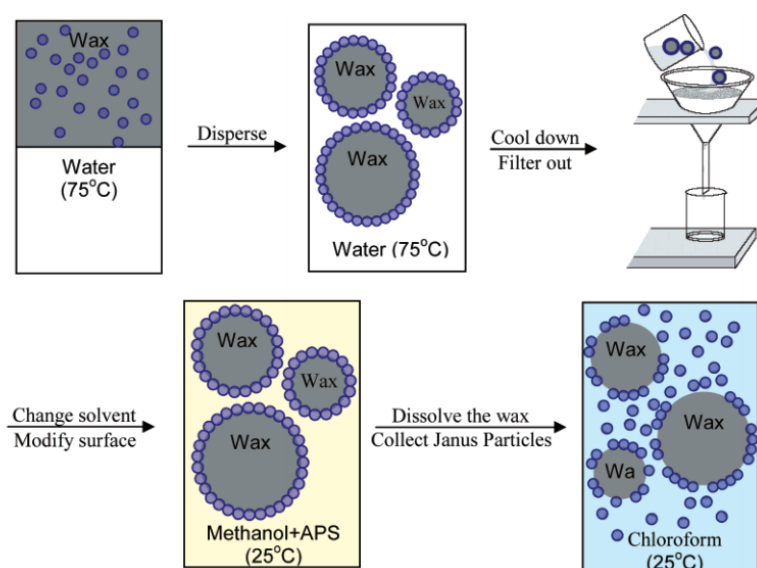 Wax
Water
(75°C)
Disperse
Wax
Wax
Wax
Water (75°C)
Cool down
Filter out
Change solvent
Modify surface
Wax
Wax
Wax
Methanol+APS
(25°C)
Dissolve the wax
Collect Janus Particles
Wax
Wax
Wa
Chloroform
(25°C)